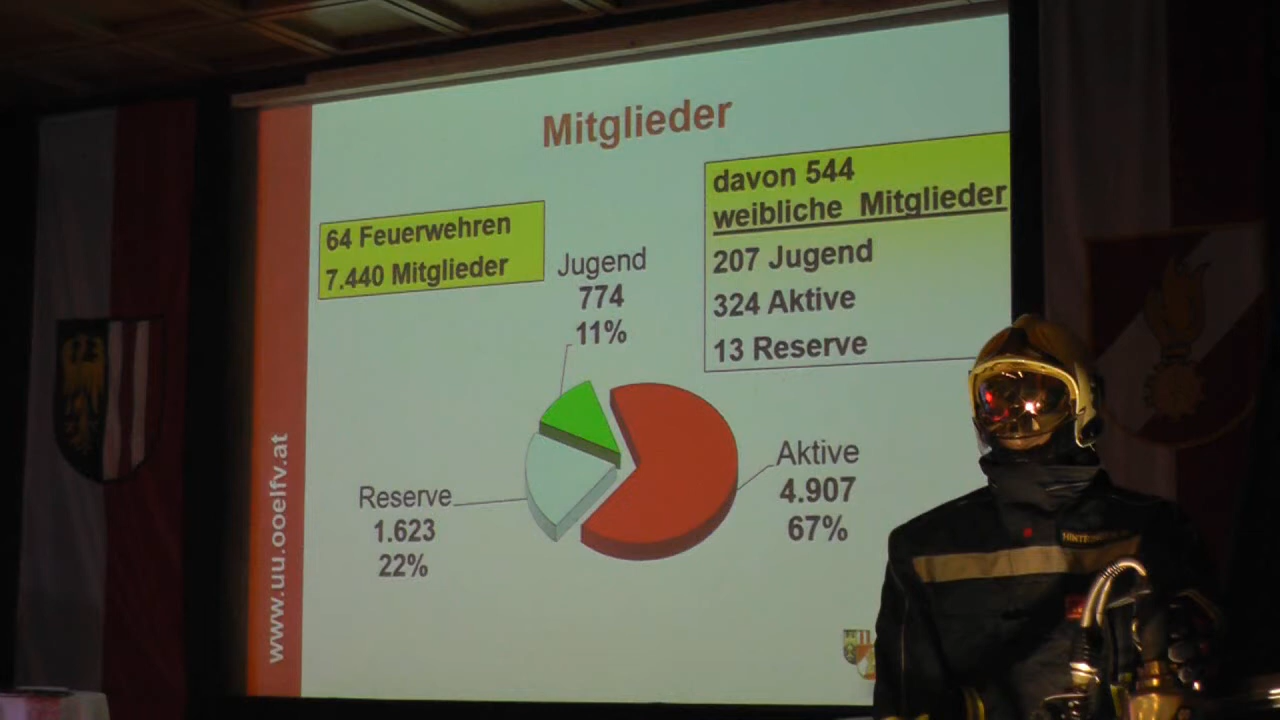 Mitglieder
64 Feuerwehren
7.440 Mitglieder
davon 544
weibliche Mitglieder
207 Jugend
324 Aktive
13 Reserve
Jugend
774
11%
Aktive
4.907
67%
Reserve
1.623
22%
www.uu.ooelfv.at